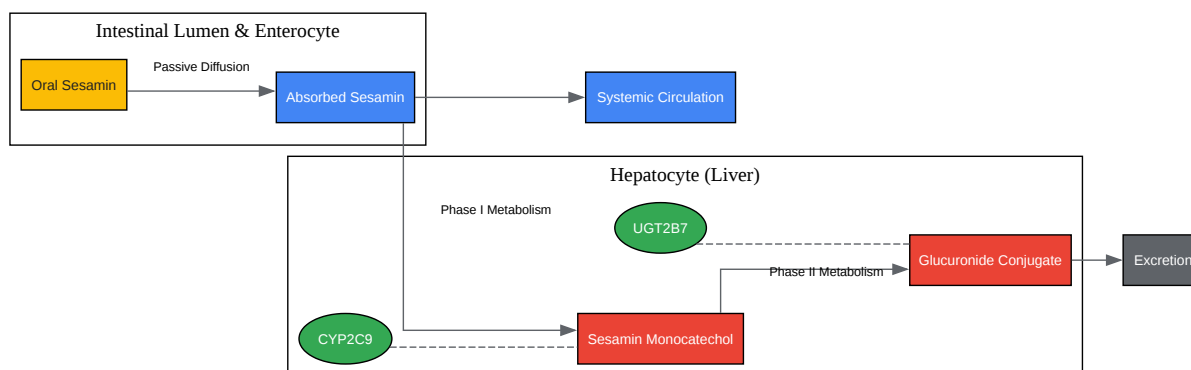 Intestinal Lumen & Enterocyte
Oral Sesamin
Passive Diffusion
Absorbed Sesamin
Systemic Circulation
Hepatocyte (Liver)
Phase I Metabolism
UGT2B7
Phase II Metabolism
Glucuronide Conjugate
Excretion
CYP2C9
Sesamin Monocatechol